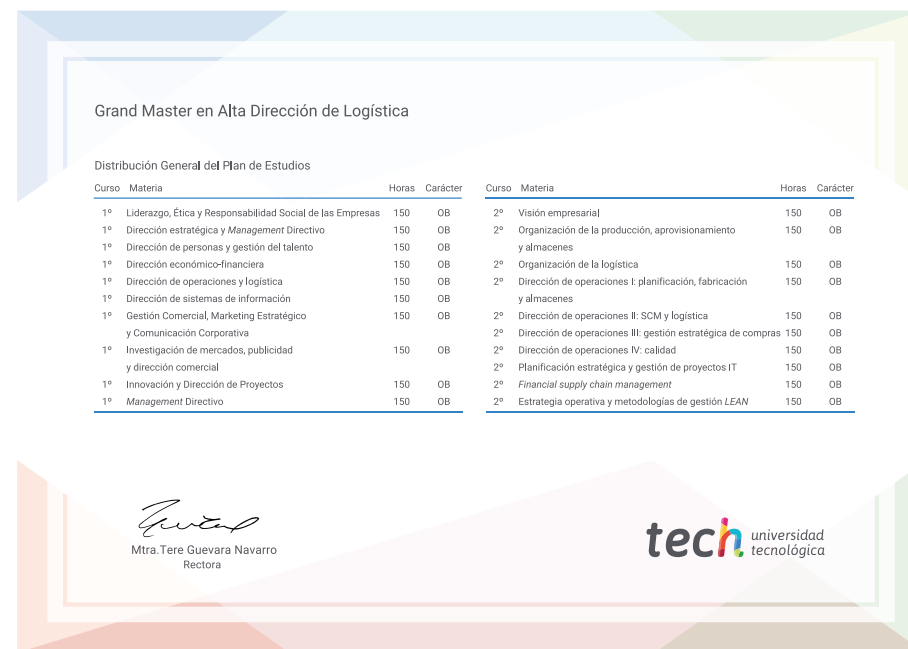 Grand Master en Alta Dirección de Logística
Distribución General del Plan de Estudios
Curso Materia Horas Carácter
1º Liderazgo, Ética y Responsabilidad Social de las Empresas 150 OB
1º Dirección estratégica y Management Directivo 150 OB
1º Dirección de personas y gestión del talento 150 OB
1º Dirección económico-financiera 150 OB
1º Dirección de operaciones y logística 150 OB
1º Dirección de sistemas de información 150 OB
1º Gestión Comercial, Marketing Estratégico 150 OB
y Comunicación Corporativa
1º Investigación de mercados, publicidad 150 OB
y dirección comercial
1º Innovación y Dirección de Proyectos 150 OB
1º Management Directivo 150 OB
Curso Materia Horas Carácter
2º Visión empresarial 150 OB
2º Organización de la producción, aprovisionamiento 150 OB
y almacenes
2º Organización de la logística 150 OB
2º Dirección de operaciones I: planificación, fabricación 150 OB
y almacenes
2º Dirección de operaciones II: SCM y logística 150 OB
2º Dirección de operaciones III: gestión estratégica de compras 150 OB
2º Dirección de operaciones IV: calidad 150 OB
2º Planificación estratégica y gestión de proyectos IT 150 OB
2º Financial supply chain management 150 OB
2º Estrategia operativa y metodologías de gestión LEAN 150 OB
Mtra.Tere Guevara Navarro
Rectora
tech universidad
tecnológica